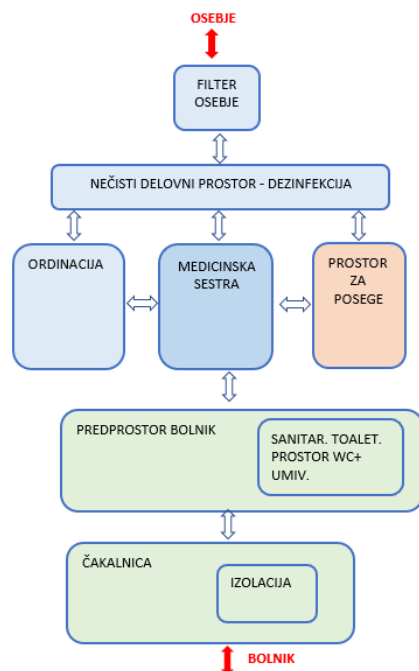 OSEBJE
FILTER
OSEBJE
NEČISTI DELOVNI PROSTOR - DEZINFEKCIJA
ORDINACIJA
MEDICINSKA
SESTRA
PROSTOR
ZA
POSEGE
PREDPROSTOR BOLNIK
SANITAR. TOALET.
PROSTOR WC+
UMIV.
ČAKALNICA
IZOLACIJA
BOLNIK